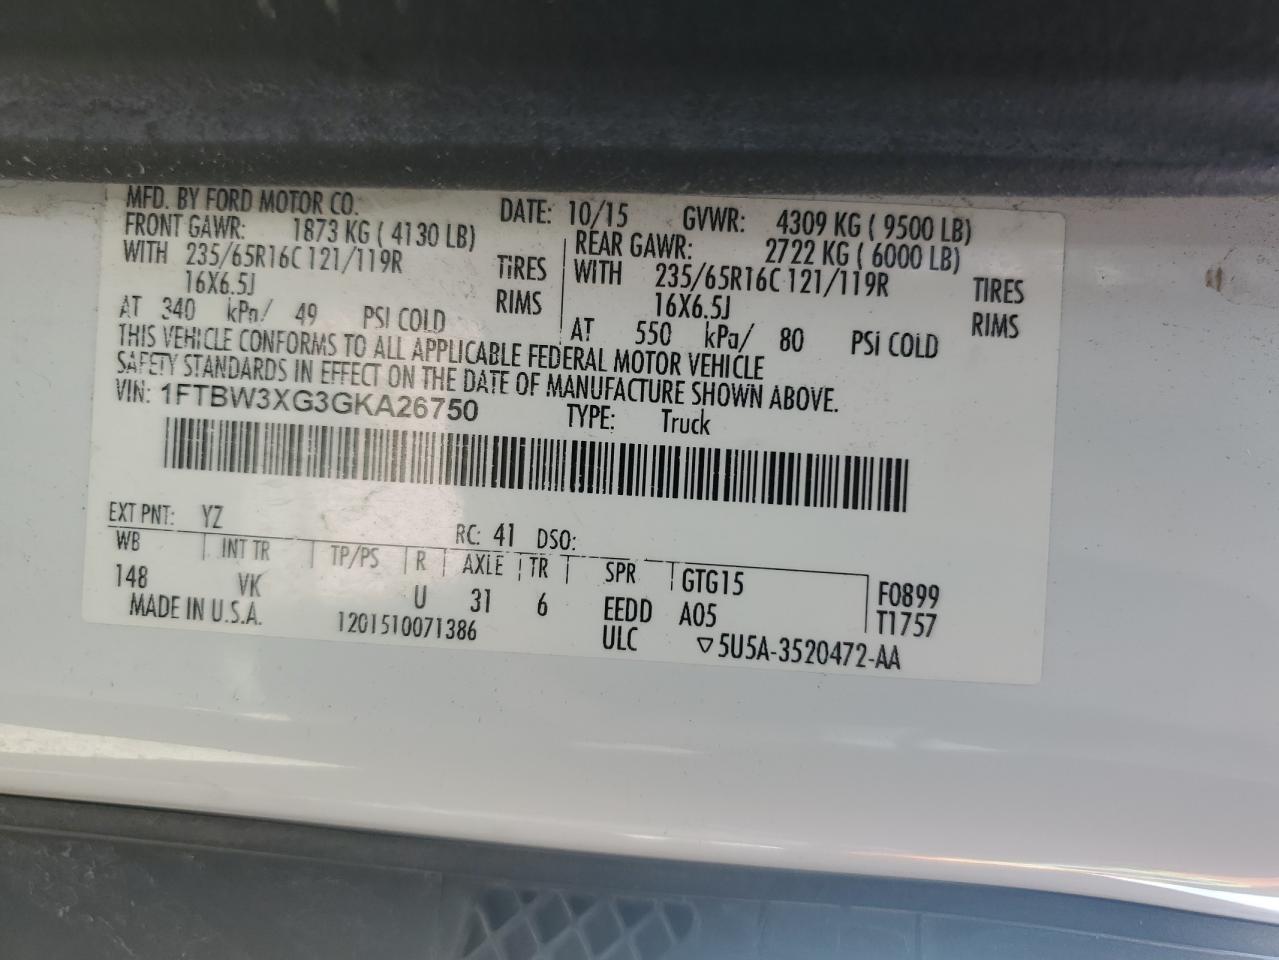 MFD. BY FORD MOTOR CO. DATE: 10/15 GVWR: 4309 KG ( 9500 LB)
FRONT GAWR: 1873 KG ( 4130 LB) REAR GAWR: 2722 KG ( 6000 LB)
WITH 235/65R16C 121/119R TIRES WITH 235/65R16C 121/119R TIRES
16X6.5J RIMS 16X6.5J RIMS
AT 340 kPa/ 49 PSI COLD AT 550 kPa/ 80 PSI COLD
THIS VEHICLE CONFORMS TO ALL APPLICABLE FEDERAL MOTOR VEHICLE
SAFETY STANDARDS IN EFFECT ON THE DATE OF MANUFACTURE SHOWN ABOVE.
VIN: 1FTBW3XG3GKA26750 TYPE: Truck
EXT PNT: YZ RC: 41 DSO:
WB INT TR TP/PS R AXLE TR SPR GTG15 F0899
148 VK U 31 6 EEDD A05 T1757
MADE IN U.S.A. 1201510071386 ULC ▽5U5A-3520472-AA